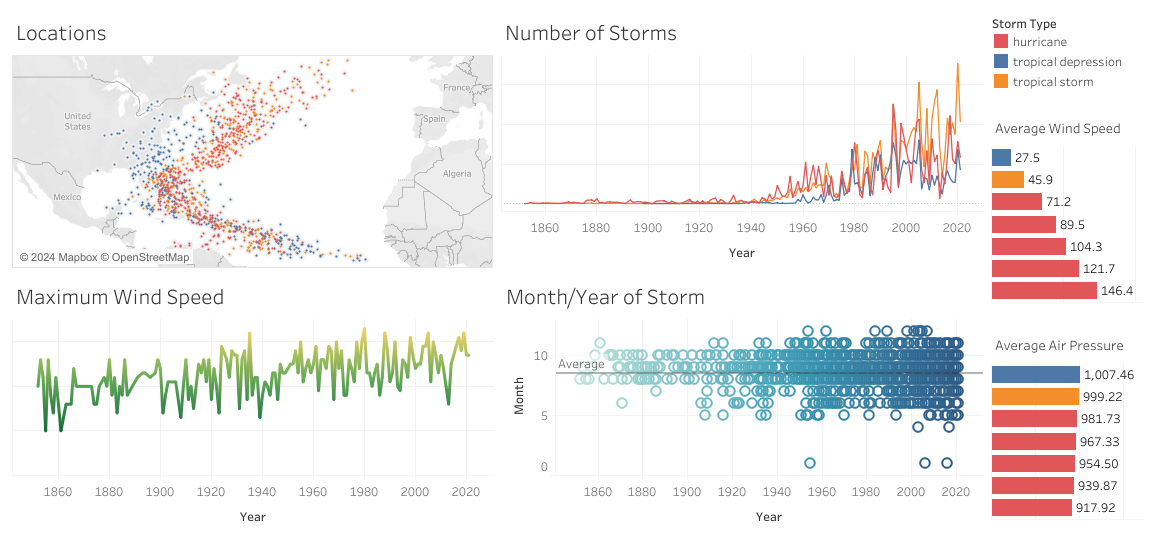 Locations
United
States
Mexico
France
Spain
Algeria
© 2024 Mapbox © OpenStreetMap
Number of Storms
1860 1880 1900 1920 1940 1960 1980 2000 2020
Year
Storm Type
hurricane
tropical depression
tropical storm
Average Wind Speed
27.5
45.9
71.2
89.5
104.3
121.7
146.4
Maximum Wind Speed
1860 1880 1900 1920 1940 1960 1980 2000 2020
Year
Month/Year of Storm
Month
10
Average
5
0
1860 1880 1900 1920 1940 1960 1980 2000 2020
Year
Average Air Pressure
1,007.46
999.22
981.73
967.33
954.50
939.87
917.92